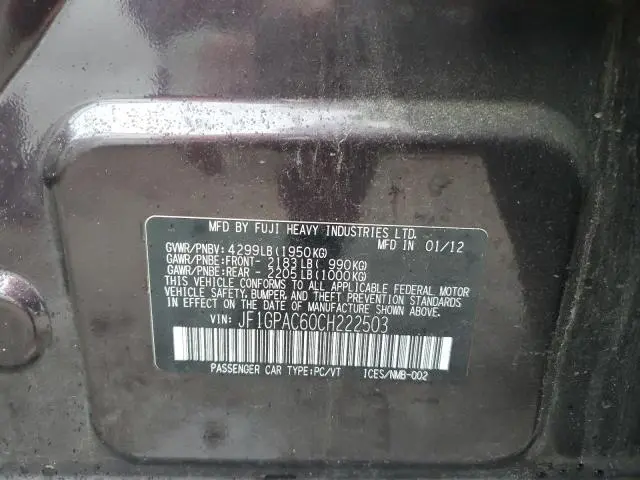 MFD BY FUJI HEAVY INDUSTRIES LTD.
MFD IN 01/12
GVWR/PNBV: 4299LB(1950KG)
GAWR/PNBE:FRONT- 2183LB( 990KG)
GAWR/PNBE:REAR - 2205LB(1000KG)
THIS VEHICLE CONFORMS TO ALL APPLICABLE FEDERAL MOTOR
VEHICLE SAFETY, BUMPER, AND THEFT PREVENTION STANDARDS
IN EFFECT ON THE DATE OF MANUFACTURE SHOWN ABOVE.
VIN: JF1GPAC60CH222503
PASSENGER CAR TYPE:PC/VT ICES/NMB-002